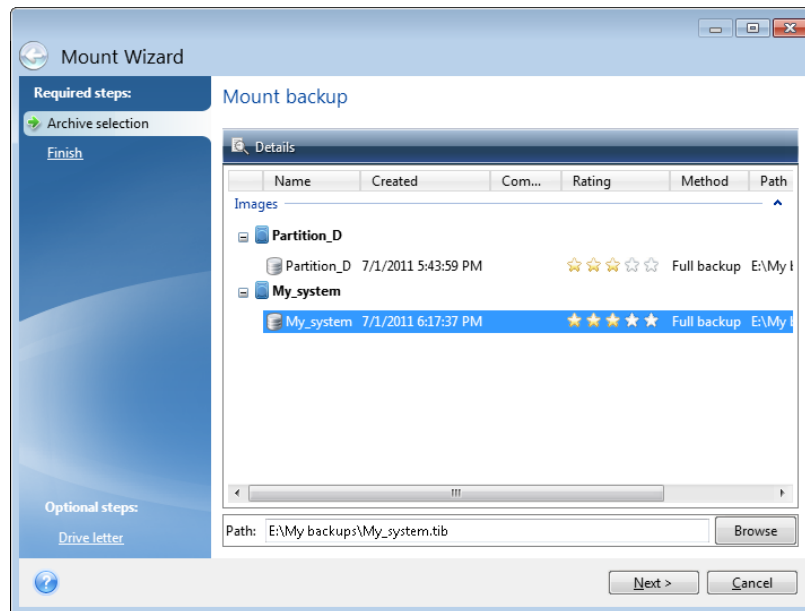 Mount Wizard
Required steps:
Archive selection
Finish
Optional steps:
Drive letter
Mount backup
Details
Name Created Com... Rating Method Path
Images
Partition_D
Partition_D 7/1/2011 5:43:59 PM Full backup E:\My
My_system
My_system 7/1/2011 6:17:37 PM Full backup E:\My
Path: E:\My backups\My_system.tib Browse
Next > Cancel